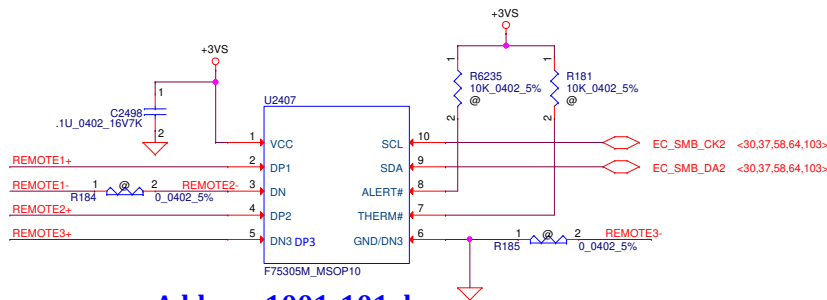 +3VS
+3VS
1
1
1
R6235
10K_0402_5%
@
R181
10K_0402_5%
@
C2498
.1U_0402_16V7K
2
2
2
U2407
1 VCC SCL 10 EC_SMB_CK2 <30,37,58,64,103>
REMOTE1+ 2 DP1 SDA 9 EC_SMB_DA2 <30,37,58,64,103>
REMOTE1- 1 @ 2 REMOTE2- 3 DN ALERT# 8
R184 0_0402_5%
REMOTE2+ 4 DP2 THERM# 7
REMOTE3+ 5 DN3 DP3 GND/DN3 6 1 @ 2 REMOTE3-
R185 0_0402_5%
F75305M_MSOP10